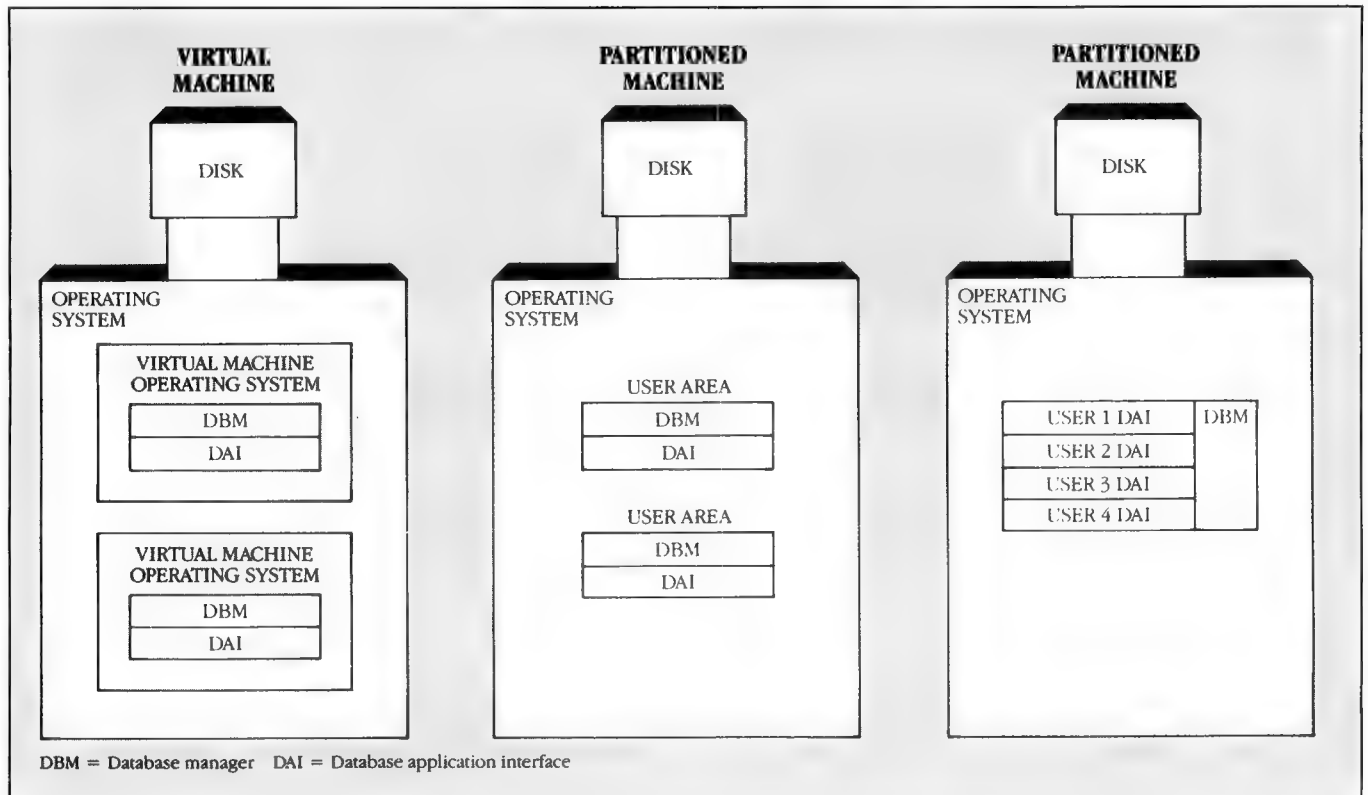 VIRTUAL
MACHINE
DISK
OPERATING
SYSTEM
VIRTUAL MACHINE
OPERATING SYSTEM
DBM
DAI
VIRTUAL MACHINE
OPERATING SYSTEM
DBM
DAI
PARTITIONED
MACHINE
DISK
OPERATING
SYSTEM
USER AREA
DBM
DAI
USER AREA
DBM
DAI
PARTITIONED
MACHINE
DISK
OPERATING
SYSTEM
USER 1 DAI
DBM
USER 2 DAI
USER 3 DAI
USER 4 DAI
DBM = Database manager DAI = Database application interface